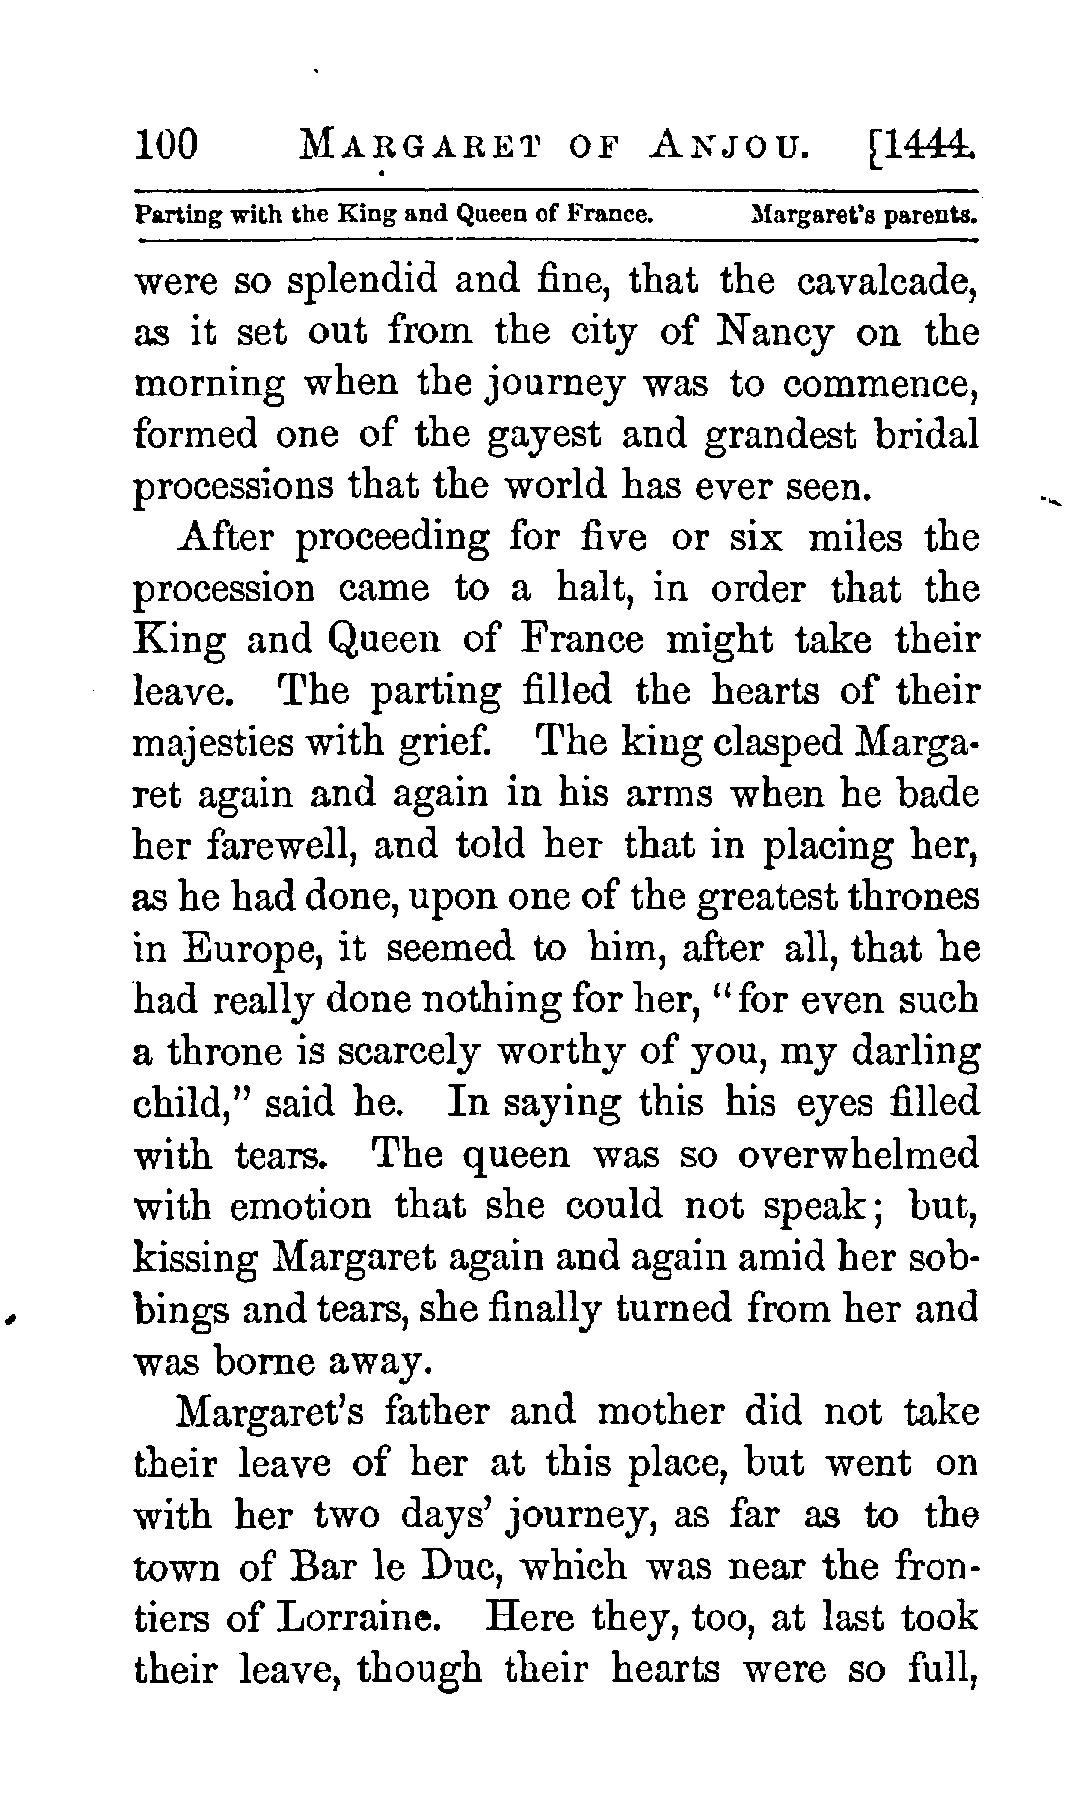 100 MARGARET OF ANJOU. [1444.
Parting with the King and Queen of France. Margaret's parents.
were so splendid and fine, that the cavalcade,
as it set out from the city of Nancy on the
morning when the journey was to commence,
formed one of the gayest and grandest bridal
processions that the world has ever seen.
After proceeding for five or six miles the
procession came to a halt, in order that the
King and Queen of France might take their
leave. The parting filled the hearts of their
majesties with grief. The king clasped Marga-
ret again and again in his arms when he bade
her farewell, and told her that in placing her,
as he had done, upon one of the greatest thrones
in Europe, it seemed to him, after all, that he
had really done nothing for her, "for even such
a throne is scarcely worthy of you, my darling
child," said he. In saying this his eyes filled
with tears. The queen was so overwhelmed
with emotion that she could not speak; but,
kissing Margaret again and again amid her sob-
bings and tears, she finally turned from her and
was borne away.
Margaret's father and mother did not take
their leave of her at this place, but went on
with her two days' journey, as far as to the
town of Bar le Duc, which was near the fron-
tiers of Lorraine. Here they, too, at last took
their leave, though their hearts were so full,